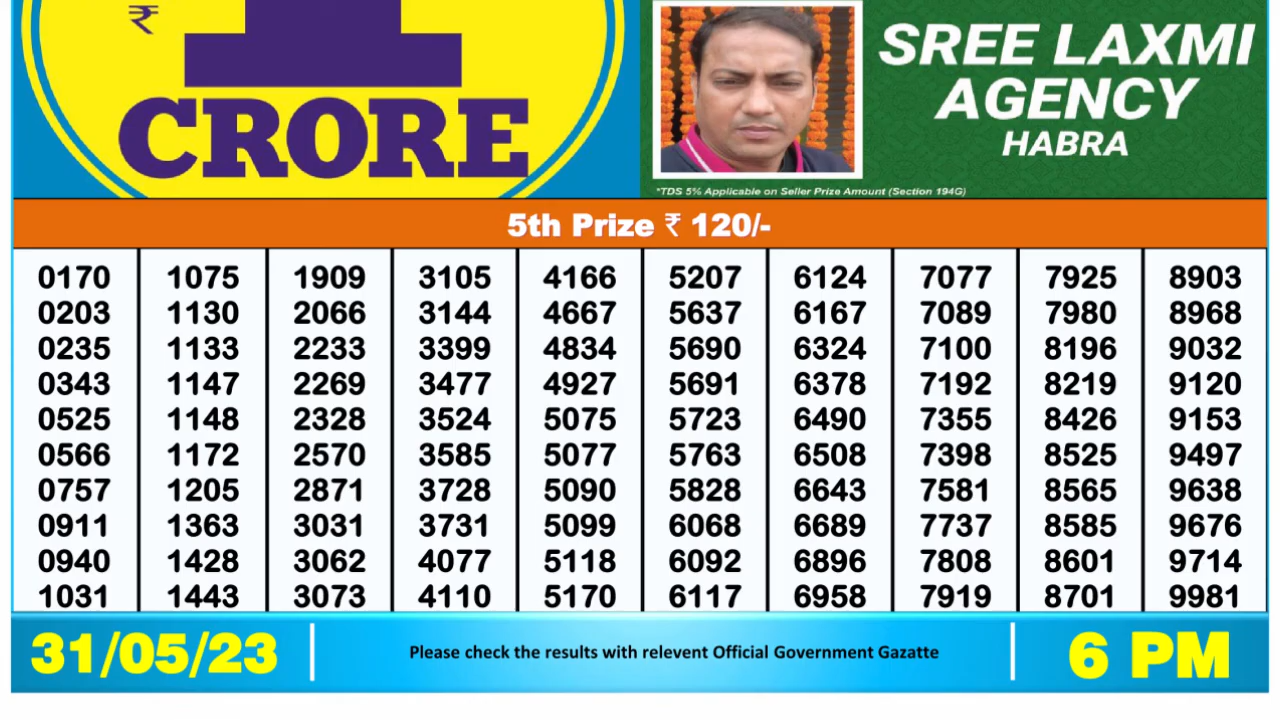 ₹
1
CRORE
SREE LAXMI
AGENCY
HABRA
*TDS 5% Applicable on Seller Prize Amount (Section 194G)
5th Prize ₹ 120/-
0170 1075 1909 3105 4166 5207 6124 7077 7925 8903
0203 1130 2066 3144 4667 5637 6167 7089 7980 8968
0235 1133 2233 3399 4834 5690 6324 7100 8196 9032
0343 1147 2269 3477 4927 5691 6378 7192 8219 9120
0525 1148 2328 3524 5075 5723 6490 7355 8426 9153
0566 1172 2570 3585 5077 5763 6508 7398 8525 9497
0757 1205 2871 3728 5090 5828 6643 7581 8565 9638
0911 1363 3031 3731 5099 6068 6689 7737 8585 9676
0940 1428 3062 4077 5118 6092 6896 7808 8601 9714
1031 1443 3073 4110 5170 6117 6958 7919 8701 9981
31/05/23
Please check the results with relevent Official Government Gazatte
6 PM